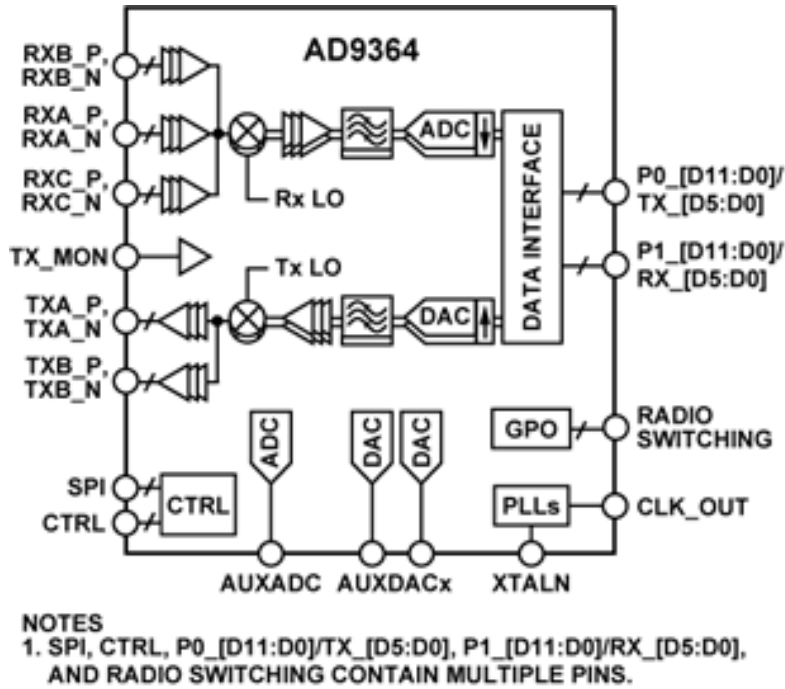 AD9364
RXB_P,
RXB_N
RXA_P,
RXA_N
RXC_P,
RXC_N
TX_MON
TXA_P,
TXA_N
TXB_P,
TXB_N
SPI
CTRL
CTRL
Rx LO
Tx LO
ADC
DAC
DATA INTERFACE
P0_[D11:D0]/
TX_[D5:D0]
P1_[D11:D0]/
RX_[D5:D0]
ADC
DAC
DAC
GPO
RADIO
SWITCHING
PLLs
CLK_OUT
AUXADC
AUXDACx
XTALN
NOTES
1. SPI, CTRL, P0_[D11:D0]/TX_[D5:D0], P1_[D11:D0]/RX_[D5:D0],
AND RADIO SWITCHING CONTAIN MULTIPLE PINS.